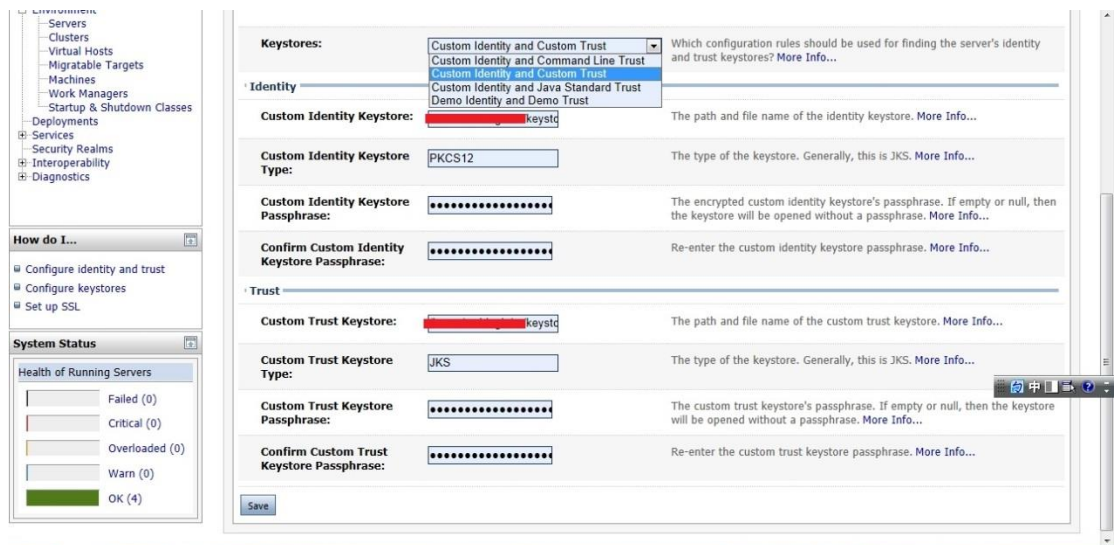 Environment
Servers
Clusters
Virtual Hosts
Migratable Targets
Machines
Work Managers
Startup & Shutdown Classes
Deployments
Services
Security Realms
Interoperability
Diagnostics
How do I...
Configure identity and trust
Configure keystores
Set up SSL
System Status
Health of Running Servers
Failed (0)
Critical (0)
Overloaded (0)
Warn (0)
OK (4)
Keystores:
Custom Identity and Custom Trust
Custom Identity and Command Line Trust
Custom Identity and Custom Trust
Custom Identity and Java Standard Trust
Demo Identity and Demo Trust
Which configuration rules should be used for finding the server's identity
and trust keystores? More Info...
Identity
Custom Identity Keystore:
keysto
The path and file name of the identity keystore. More Info...
Custom Identity Keystore
Type:
PKCS12
The type of the keystore. Generally, this is JKS. More Info...
Custom Identity Keystore
Passphrase:
The encrypted custom identity keystore's passphrase. If empty or null, then
the keystore will be opened without a passphrase. More Info...
Confirm Custom Identity
Keystore Passphrase:
Re-enter the custom identity keystore passphrase. More Info...
Trust
Custom Trust Keystore:
keysto
The path and file name of the custom trust keystore. More Info...
Custom Trust Keystore
Type:
JKS
The type of the keystore. Generally, this is JKS. More Info...
Custom Trust Keystore
Passphrase:
The custom trust keystore's passphrase. If empty or null, then the keystore
will be opened without a passphrase. More Info...
Confirm Custom Trust
Keystore Passphrase:
Re-enter the custom trust keystore passphrase. More Info...
Save
中